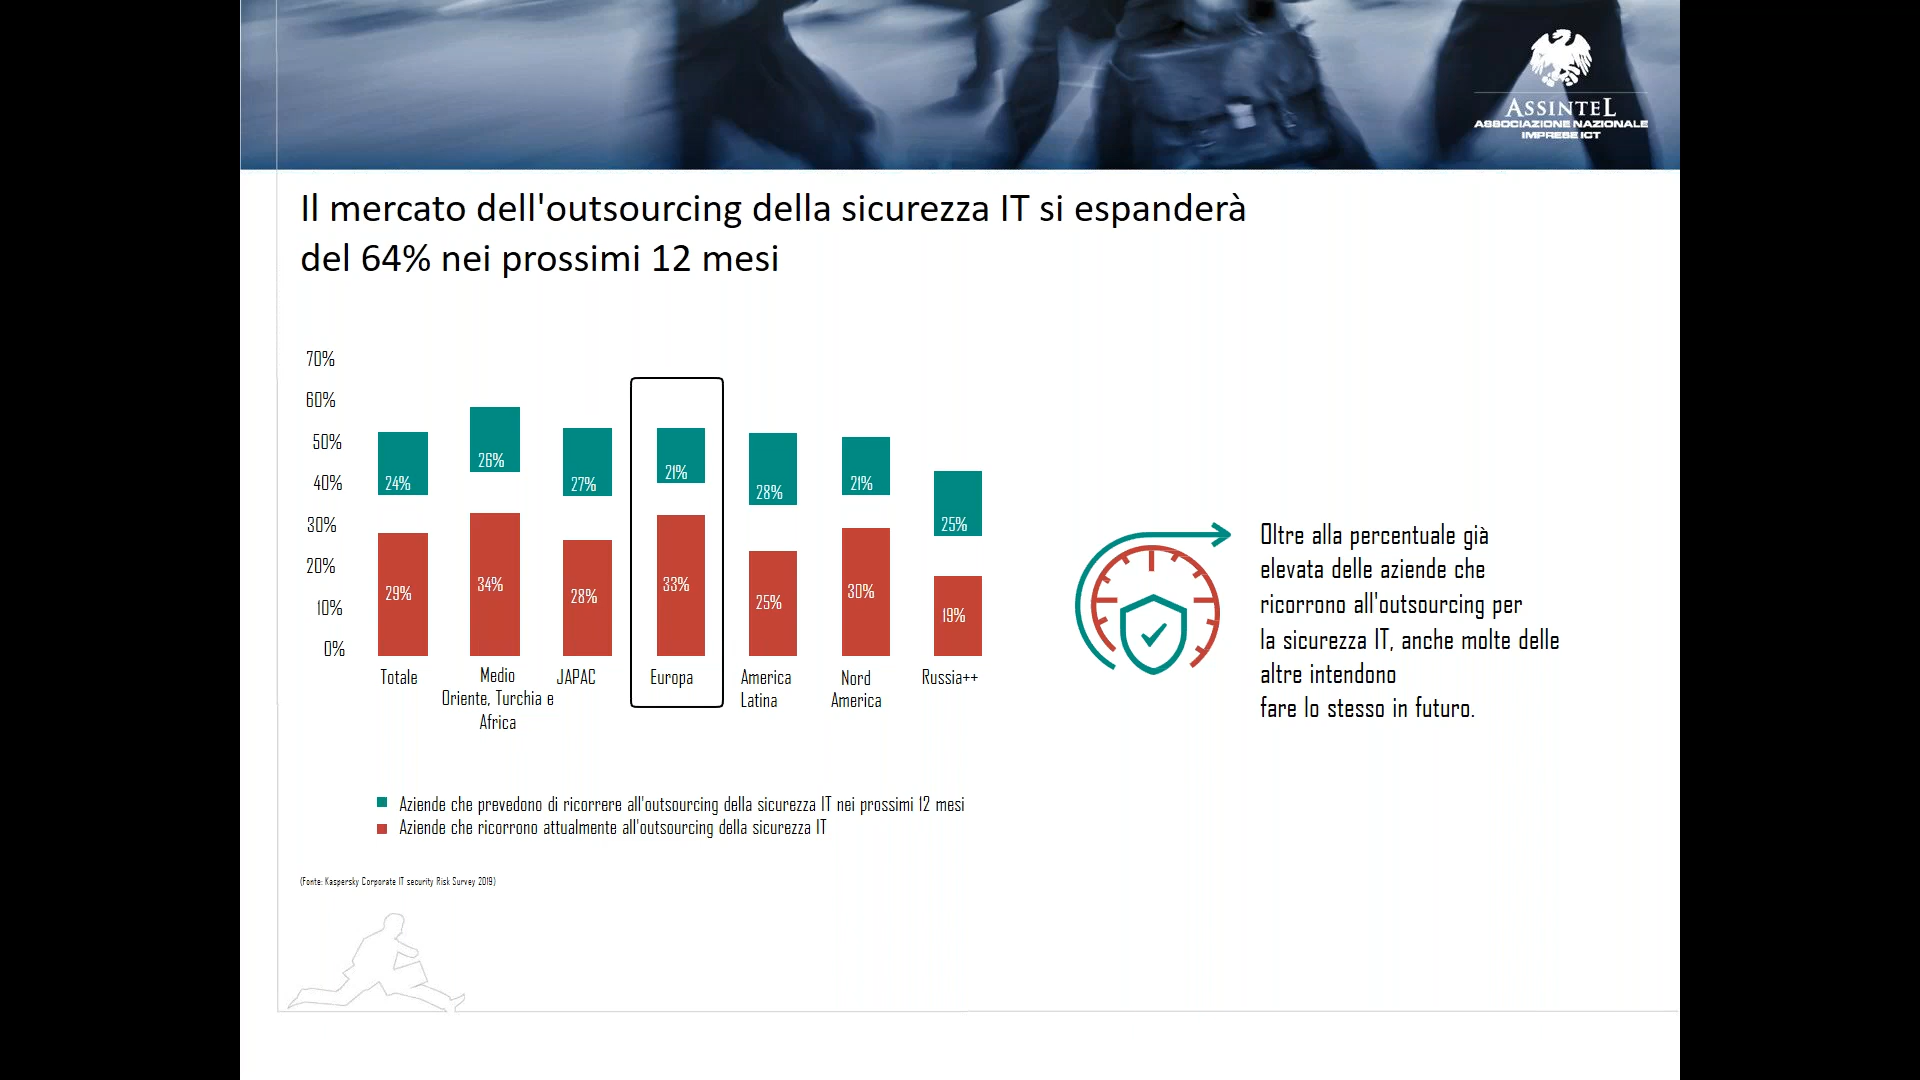 ASSINTEL
ASSOCIAZIONE NAZIONALE
IMPRESE ICT
Il mercato dell'outsourcing della sicurezza IT si espanderà
del 64% nei prossimi 12 mesi
70%
60%
50%
40%
30%
20%
10%
0%
24%
26%
27%
21%
28%
21%
25%
29%
34%
28%
33%
25%
30%
19%
Totale
Medio
Oriente, Turchia e
Africa
JAPAC
Europa
America
Latina
Nord
America
Russia++
Oltre alla percentuale già
elevata delle aziende che
ricorrono all'outsourcing per
la sicurezza IT, anche molte delle
altre intendono
fare lo stesso in futuro.
Aziende che prevedono di ricorrere all'outsourcing della sicurezza IT nei prossimi 12 mesi
Aziende che ricorrono attualmente all'outsourcing della sicurezza IT
(Fonte: Kaspersky Corporate IT security Risk Survey 2019)